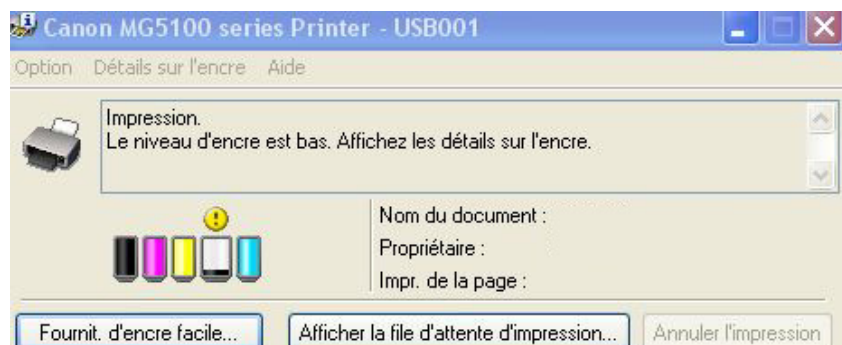 Canon MG5100 series Printer - USB001
Option Détails sur l'encre Aide
Impression.
Le niveau d'encre est bas. Affichez les détails sur l'encre.
Nom du document :
Propriétaire :
Impr. de la page :
Fournit. d'encre facile... Afficher la file d'attente d'impression... Annuler l'impression